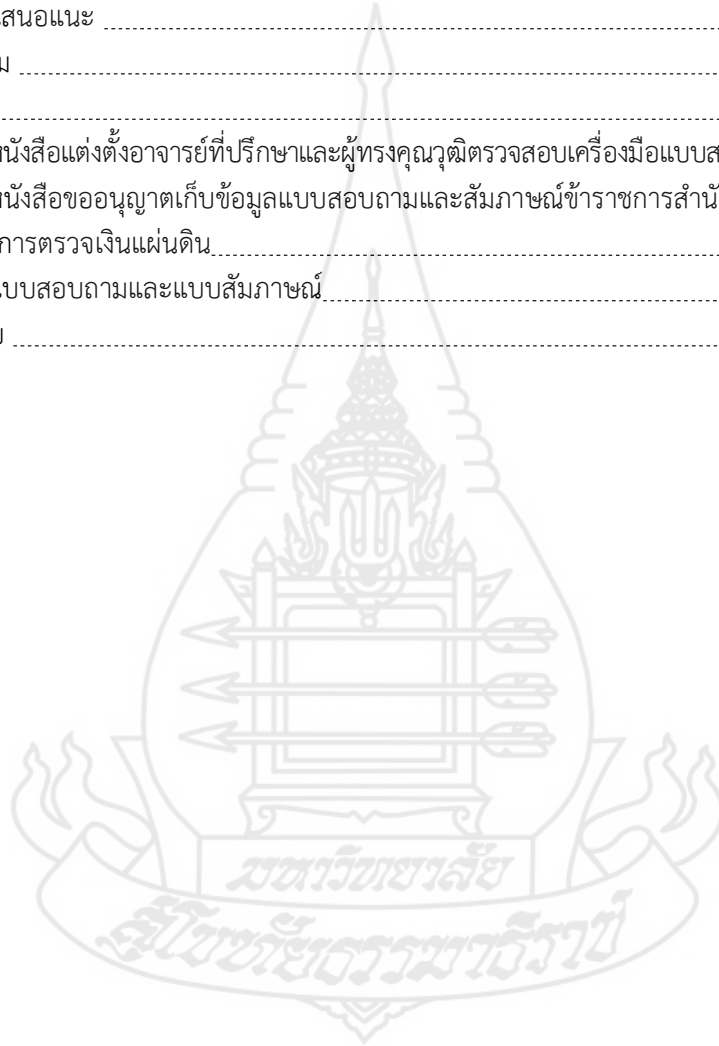 สนอแนะ
ม
นังสือแต่งตั้งอาจารย์ที่ปรึกษาและผู้ทรงคุณวุฒิตรวจสอบเครื่องมือแบบส
นังสือขออนุญาตเก็บข้อมูลแบบสอบถามและสัมภาษณ์ข้าราชการสำนั
การตรวจเงินแผ่นดิน
แบบสอบถามและแบบสัมภาษณ์
มหาวิทยาลัย
สุโขทัยธรรมาธิราช